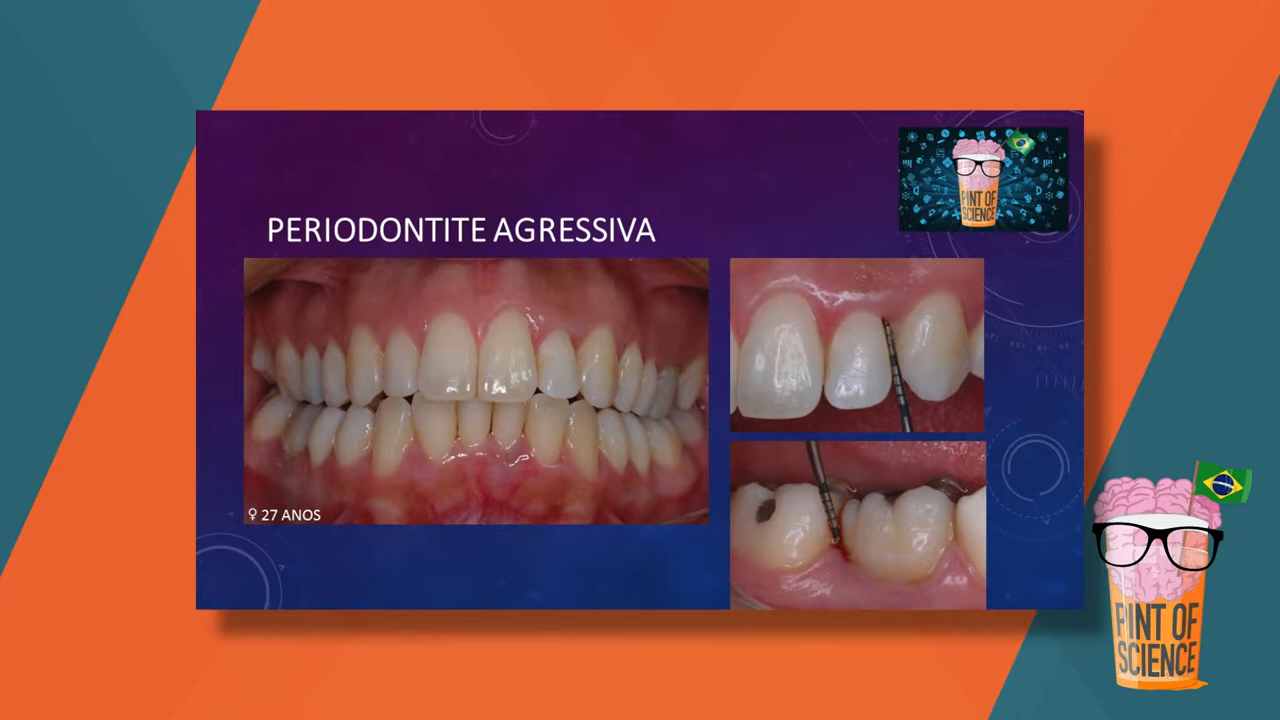 PERIODONTITE AGRESSIVA
PINT OF
SCIENCE
♀ 27 ANOS
PINT OF
SCIENCE